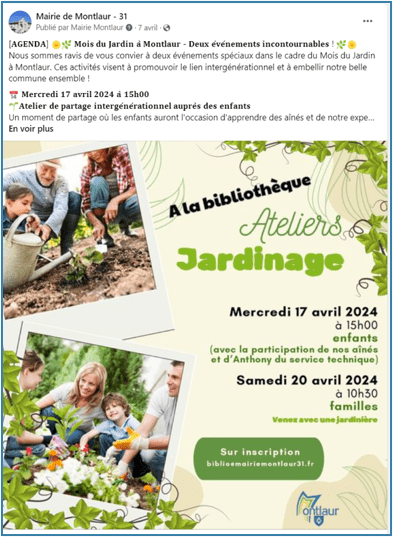 Mairie de Montlaur - 31
Publié par Mairie Montlaur · 7 avril ·
[AGENDA] 🌼🌿 Mois du Jardin á Montlaur - Deux événements incontournables ! 🌿🌼
Nous sommes ravis de vous convier à deux événements spéciaux dans le cadre du Mois du Jardin
à Montlaur. Ces activités visent à promouvoir le lien intergénérationnel et à embellir notre belle
commune ensemble !
📅 Mercredi 17 avril 2024 á 15h00
🌱Atelier de partage intergénérationnel auprés des enfants
Un moment de partage où les enfants auront l'occasion d'apprendre des aînés et de notre expe...
En voir plus
A la bibliothèque
Ateliers
Jardinage
Mercredi 17 avril 2024
à 15h00
enfants
(avec la participation de nos aînés
et d'Anthony du service technique)
Samedi 20 avril 2024
à 10h30
familles
Venez avec une jardinière
Sur inscription
biblio@mairiemontlaur31.fr
Montlaur